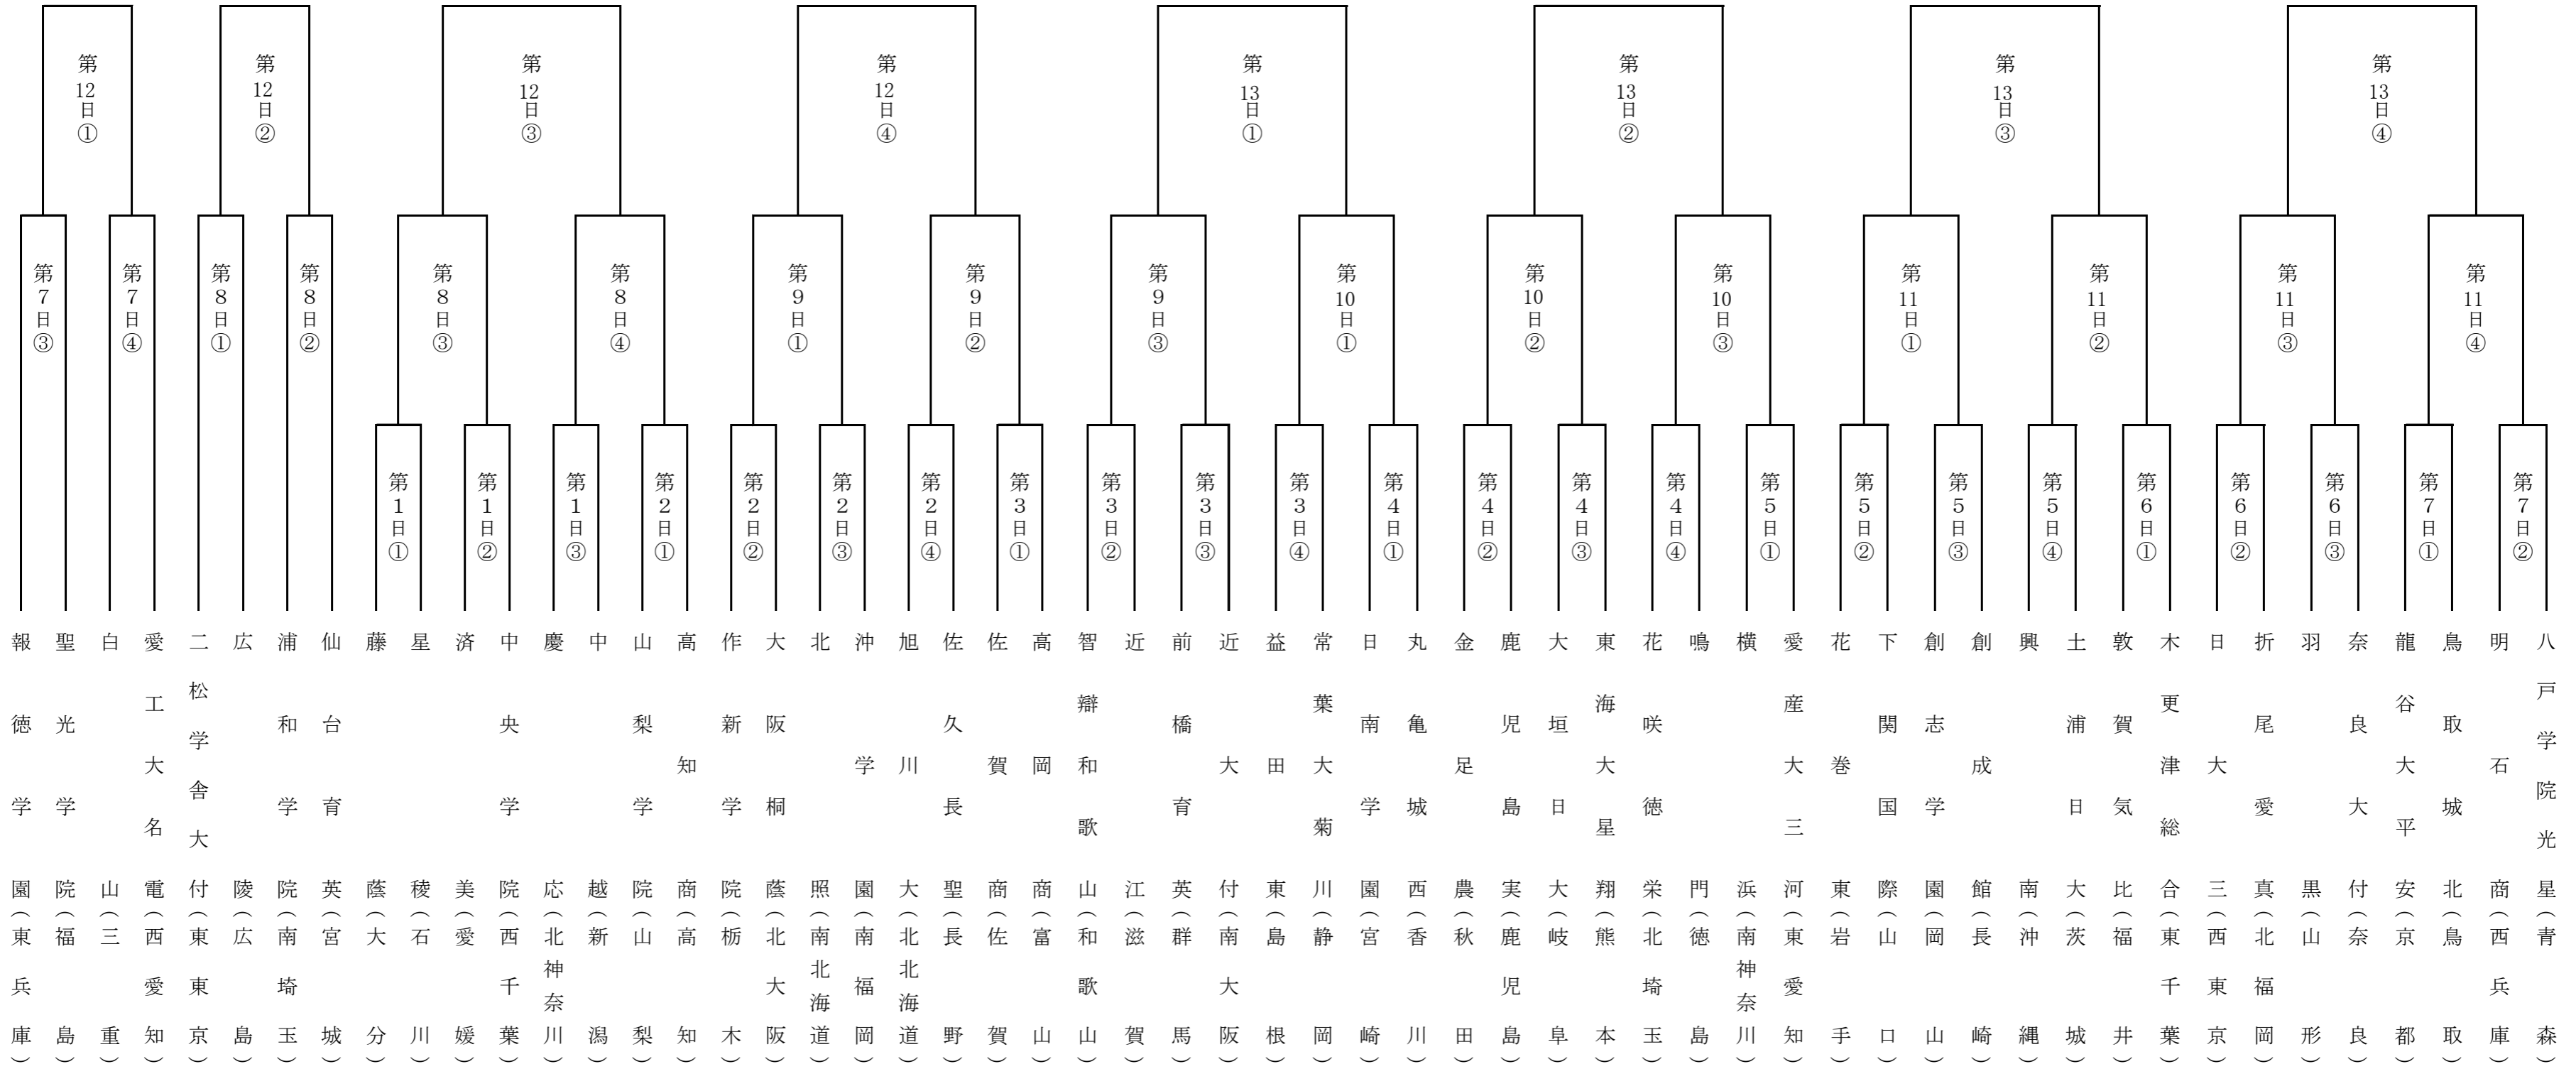 第12日①
第12日②
第12日③
第12日④
第13日①
第13日②
第13日③
第13日④
第7日③
第7日④
第8日①
第8日②
第8日③
第8日④
第9日①
第9日②
第9日③
第10日①
第10日②
第10日③
第11日①
第11日②
第11日③
第11日④
第1日①
第1日②
第1日③
第2日①
第2日②
第2日③
第2日④
第3日①
第3日②
第3日③
第3日④
第4日①
第4日②
第4日③
第4日④
第5日①
第5日②
第5日③
第5日④
第6日①
第6日②
第6日③
第7日①
第7日②
報徳学園(東兵庫)
聖光学院(福島)
白山(三重)
愛工大名電(西愛知)
二松学舎大付(東東京)
広陵(広島)
浦和学院(南埼玉)
仙台育英(宮城)
藤蔭(大分)
星稜(石川)
済美(愛媛)
中央学院(西千葉)
慶応(北神奈川)
中越(新潟)
山梨学院(山梨)
高知商(高知)
作新学院(栃木)
大阪桐蔭(北大阪)
北照(南北海道)
沖学園(南福岡)
旭川大(北北海道)
佐久長聖(長野)
佐賀商(佐賀)
高岡商(富山)
智辯和歌山(和歌山)
近江(滋賀)
前橋育英(群馬)
近大付(南大阪)
益田東(島根)
常葉大菊川(静岡)
日南学園(宮崎)
丸亀城西(香川)
金足農(秋田)
鹿児島実(鹿児島)
大垣日大(岐阜)
東海大星翔(熊本)
花咲徳栄(北埼玉)
鳴門(徳島)
横浜(南神奈川)
愛産大三河(東愛知)
花巻東(岩手)
下関国際(山口)
創志学園(岡山)
創成館(長崎)
興南(沖縄)
土浦日大(茨城)
敦賀気比(福井)
木更津総合(東千葉)
日大三(西東京)
折尾愛真(北福岡)
羽黒(山形)
奈良大付(奈良)
龍谷大平安(京都)
鳥取城北(鳥取)
明石商(西兵庫)
八戸学院光星(青森)